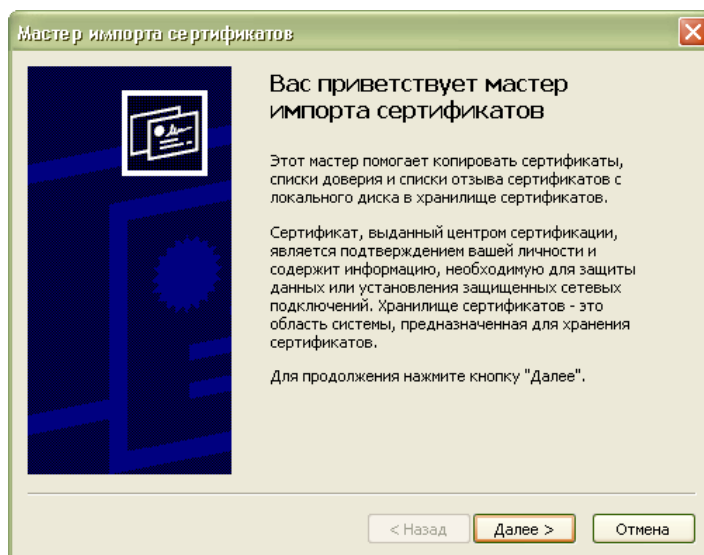 Мастер импорта сертификатов
Вас приветствует мастер
импорта сертификатов
Этот мастер помогает копировать сертификаты,
списки доверия и списки отзыва сертификатов с
локального диска в хранилище сертификатов.
Сертификат, выданный центром сертификации,
является подтверждением вашей личности и
содержит информацию, необходимую для защиты
данных или установления защищенных сетевых
подключений. Хранилище сертификатов - это
область системы, предназначенная для хранения
сертификатов.
Для продолжения нажмите кнопку "Далее".
< Назад
Далее >
Отмена